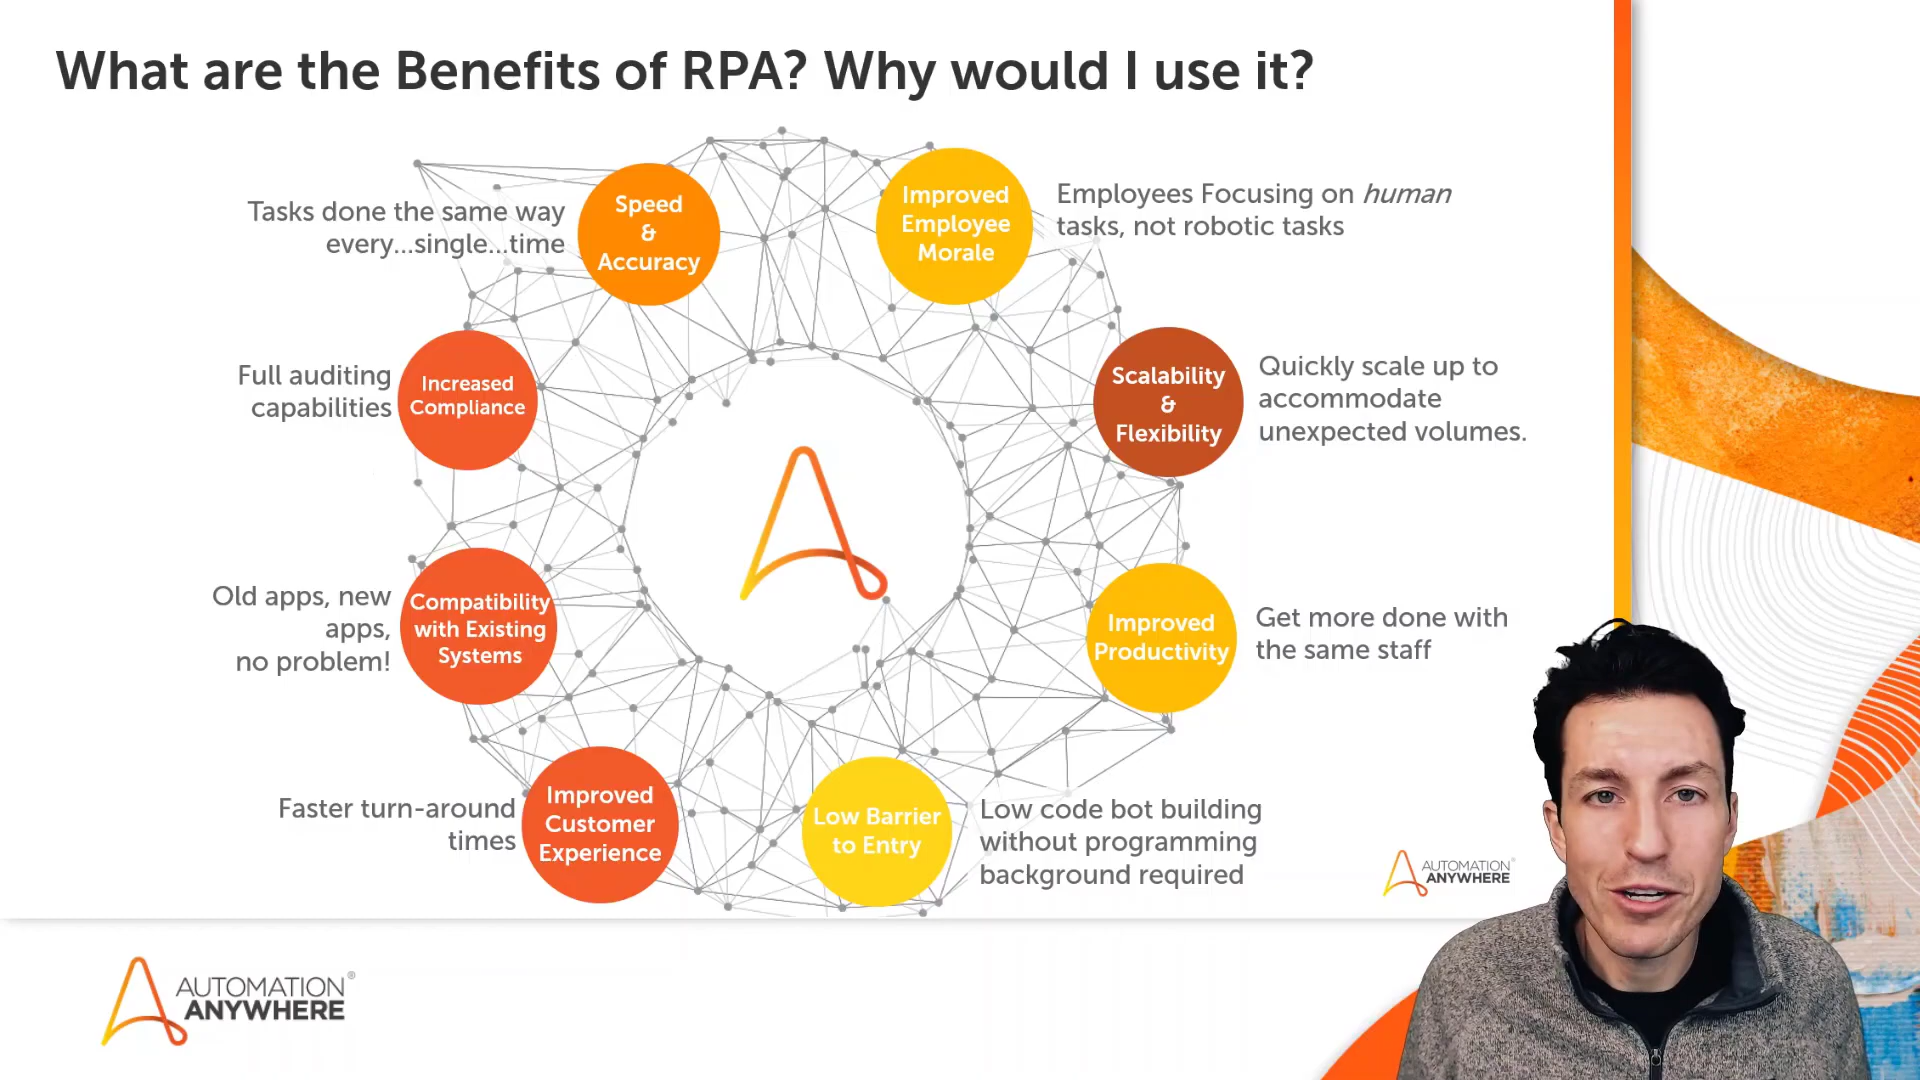 What are the Benefits of RPA? Why would I use it?
Tasks done the same way
every...single...time
Speed
&
Accuracy
Improved
Employee
Morale
Employees Focusing on human
tasks, not robotic tasks
Full auditing
capabilities
Increased
Compliance
Scalability
&
Flexibility
Quickly scale up to
accommodate
unexpected volumes.
Old apps, new
apps,
no problem!
Compatibility
with Existing
Systems
Improved
Productivity
Get more done with
the same staff
Faster turn-around
times
Improved
Customer
Experience
Low Barrier
to Entry
Low code bot building
without programming
background required
AUTOMATION
ANYWHERE
AUTOMATION®
ANYWHERE